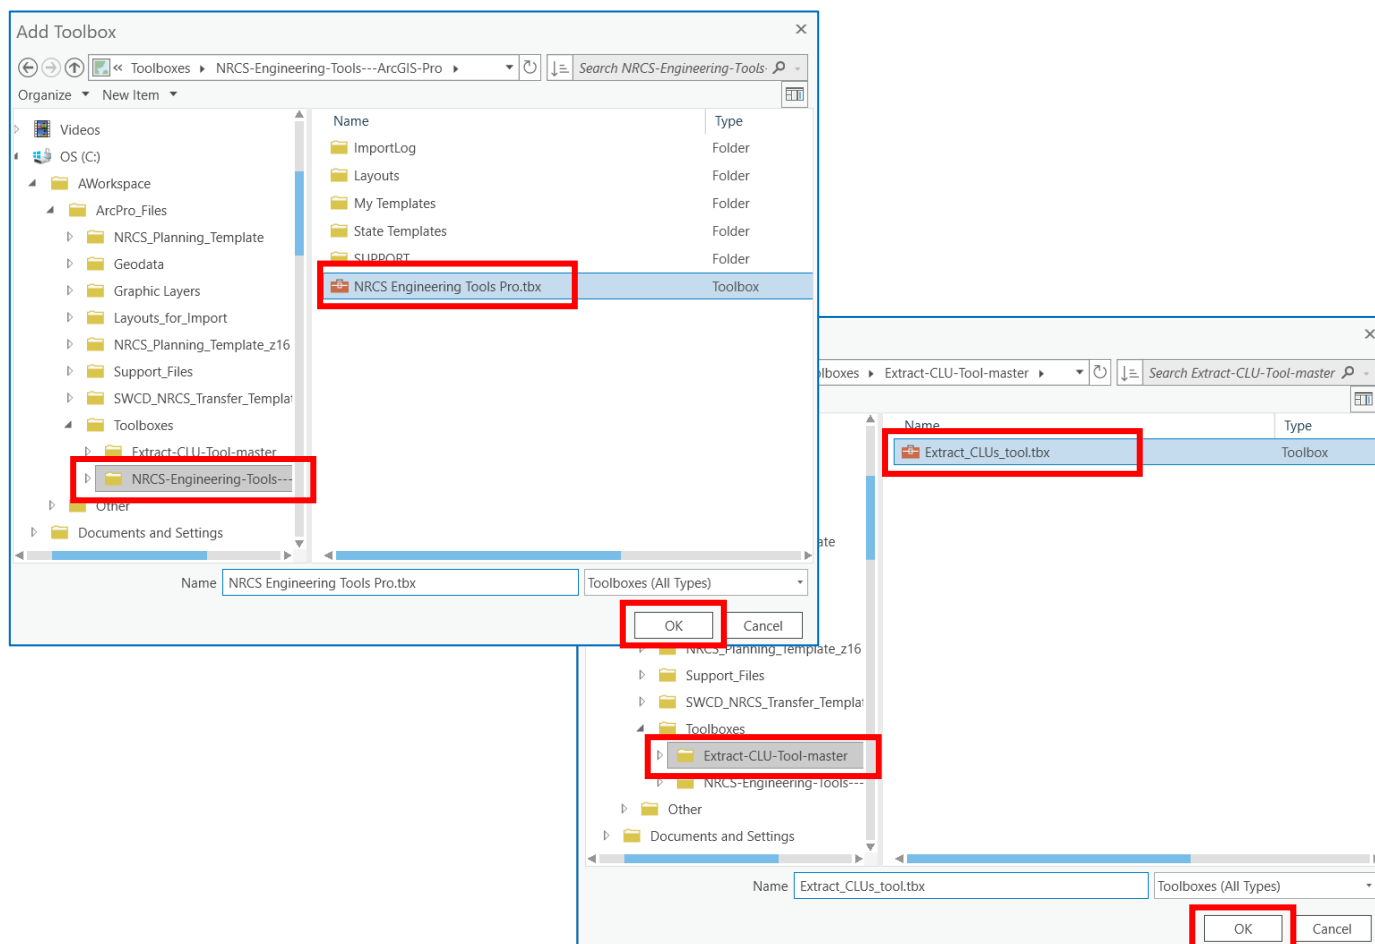 Add Toolbox
« Toolboxes NRCS-Engineering-Tools---ArcGIS-Pro
Search NRCS-Engineering-Tools-
Organize New Item
Videos
OS (C:)
AWorkspace
ArcPro_Files
NRCS_Planning_Template
Geodata
Graphic Layers
Layouts_for_Import
NRCS_Planning_Template_z16
Support_Files
SWCD_NRCS_Transfer_Templat
Toolboxes
Extract-CLU-Tool-master
NRCS-Engineering-Tools---
Other
Documents and Settings
Name Type
ImportLog Folder
Layouts Folder
My Templates Folder
State Templates Folder
SUPPORT Folder
NRCS Engineering Tools Pro.tbx Toolbox
Name NRCS Engineering Tools Pro.tbx Toolboxes (All Types)
OK Cancel
olboxes Extract-CLU-Tool-master
Search Extract-CLU-Tool-master
Name Type
Extract_CLUs_tool.tbx Toolbox
ate
NRCS_Planning_Template_z16
Support_Files
SWCD_NRCS_Transfer_Templat
Toolboxes
Extract-CLU-Tool-master
NRCS-Engineering-Tools---
Other
Documents and Settings
Name Extract_CLUs_tool.tbx Toolboxes (All Types)
OK Cancel